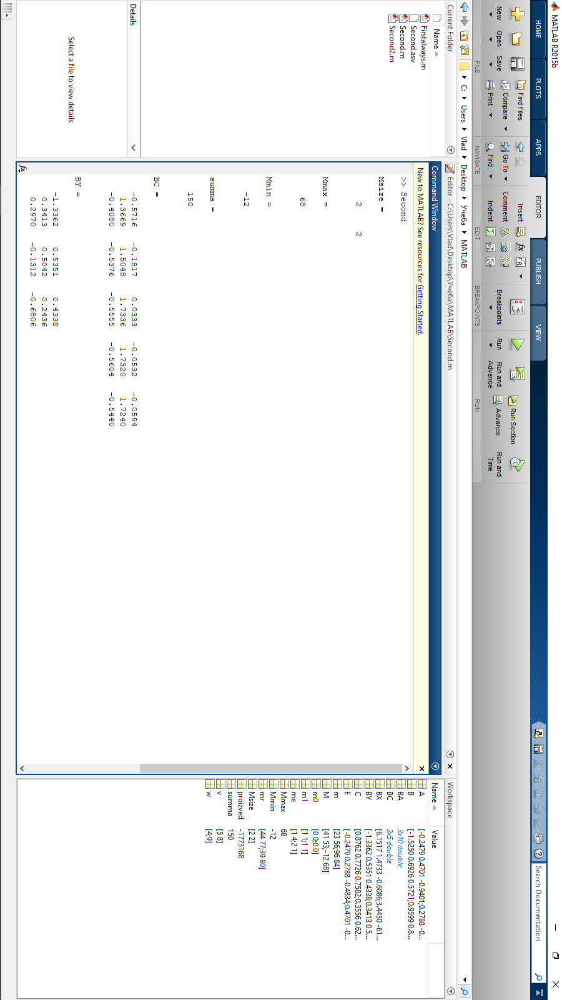 MATLAB R2015b
HOME PLOTS APPS EDITOR PUBLISH VIEW
Search Documentation
New Open Save Find Files Compare Print
Go To Find
Insert Comment Indent
Breakpoints
Run Run and Advance Run Section Advance Run and Time
FILE NAVIGATE EDIT BREAKPOINTS RUN
C: Users Vlad Desktop Учеба MATLAB
Current Folder
Name
Firstalways.m
Second.asv
Second.m
Second2.m
Details
Select a file to view details
Editor - C:\Users\Vlad\Desktop\Учеба\MATLAB\Second.m
Command Window
New to MATLAB? See resources for Getting Started.
>> Second
Msize =
2 2
Mmax =
68
Mmin =
-12
summa =
150
BC =
-0.5716 -0.1817 0.0333 -0.0532 -0.0594
1.3669 1.5048 1.7336 1.7320 1.7240
-0.4080 -0.5376 -0.5555 -0.5604 -0.5440
BY =
-1.3362 0.5351 0.4338
0.3413 0.5042 0.2436
0.2970 -0.1312 -0.6806
fx
Workspace
Name Value
A [-0.2479 0.4701 -0.9401;0.2788 -0...
B [-1.5250 0.6926 0.5721;0.9599 0.8...
BA 3x10 double
BC 3x5 double
BX [6.1517 1.4733 -0.6086;3.4430 -61...
BY [-1.3362 0.5351 0.4338;0.3413 0.5...
C [0.8762 0.7726 0.7582;0.3556 0.62...
E [-0.2479 0.2788 -0.4834;0.4701 -0...
m [23 56;96 84]
M [41 53;-12 68]
m0 [0 0;0 0]
m1 [1 1;1 1]
me [1 4;2 1]
Mmax 68
Mmin -12
mr [44 77;39 80]
Msize [2 2]
proizved -1773168
summa 150
v [5 8]
w [4;9]